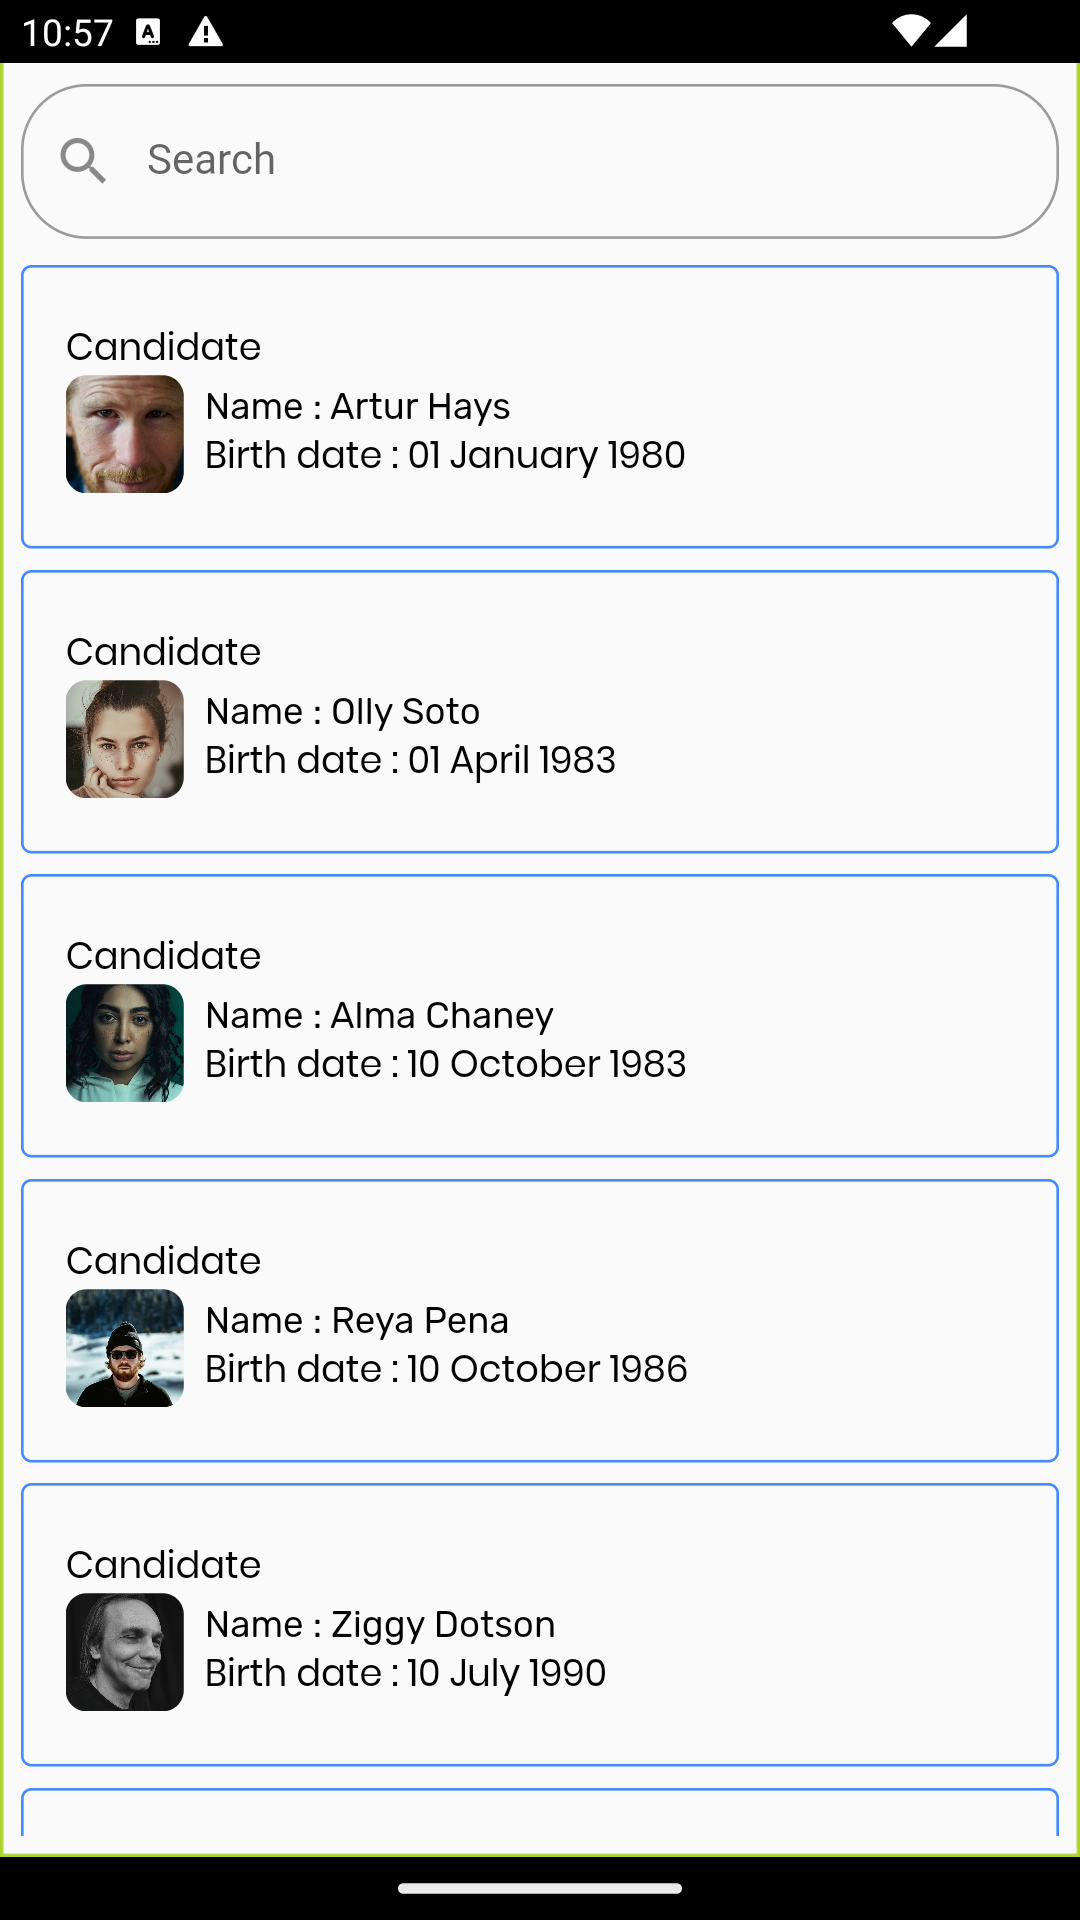 10:57
Search
Candidate
Name : Artur Hays
Birth date : 01 January 1980
Candidate
Name : Olly Soto
Birth date : 01 April 1983
Candidate
Name : Alma Chaney
Birth date : 10 October 1983
Candidate
Name : Reya Pena
Birth date : 10 October 1986
Candidate
Name : Ziggy Dotson
Birth date : 10 July 1990